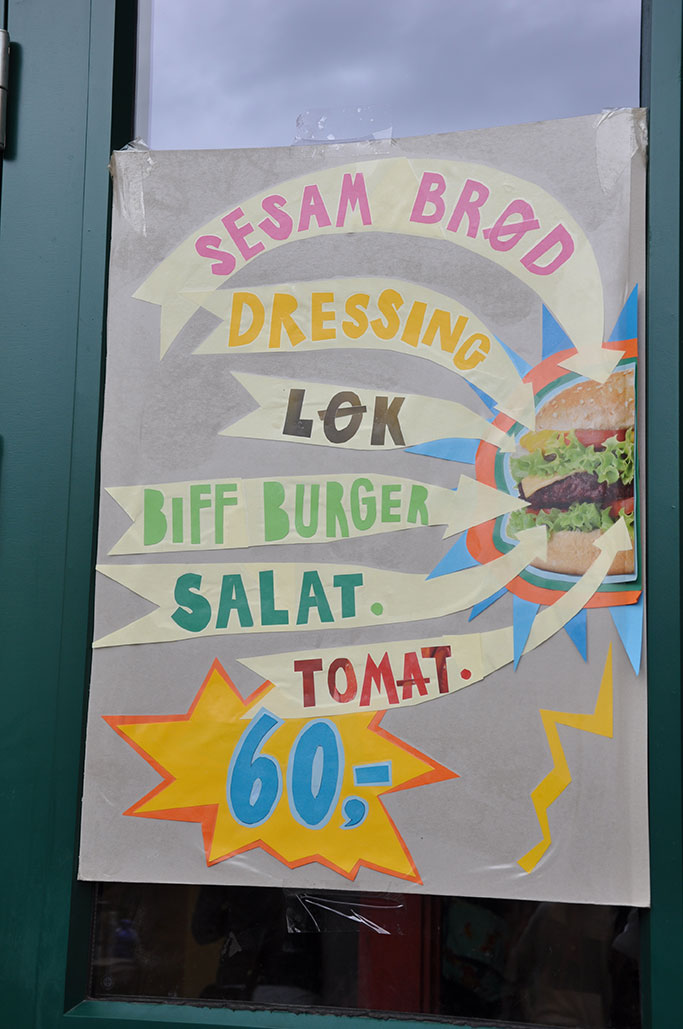 SESAM BRØD
DRESSING
LØK
BIFF BURGER
SALAT.
TOMAT.
60,-